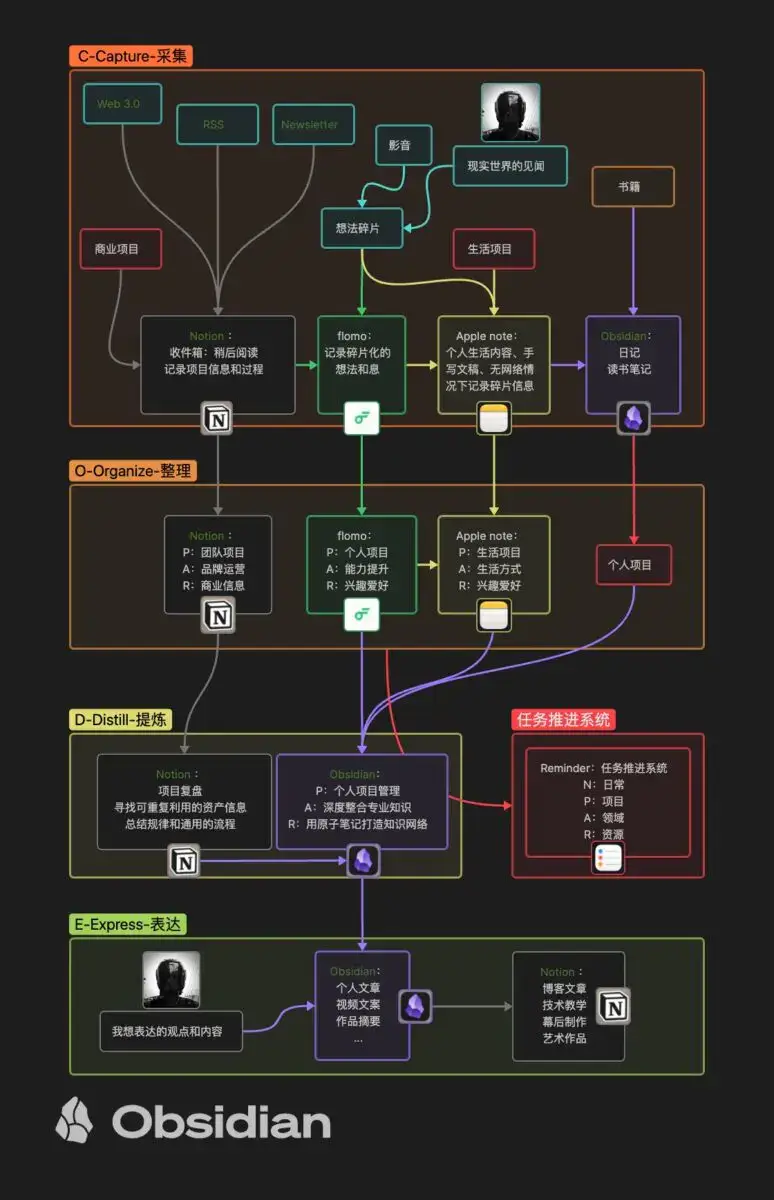 C-Capture-采集
Web 3.0
RSS
Newsletter
影音
现实世界的见闻
书籍
想法碎片
商业项目
生活项目
Notion：
收件箱：稍后阅读
记录项目信息和过程
flomo：
记录碎片化的
想法和息
Apple note：
个人生活内容、手
写文稿、无网络情
况下记录碎片信息
Obsidian：
日记
读书笔记
O-Organize-整理
Notion：
P：团队项目
A：品牌运营
R：商业信息
flomo：
P：个人项目
A：能力提升
R：兴趣爱好
Apple note：
P：生活项目
A：生活方式
R：兴趣爱好
个人项目
D-Distill-提炼
Notion：
项目复盘
寻找可重复利用的资产信息
总结规律和通用的流程
Obsidian：
P：个人项目管理
A：深度整合专业知识
R：用原子笔记打造知识网络
任务推进系统
Reminder：任务推进系统
N：日常
P：项目
A：领域
R：资源
E-Express-表达
我想表达的观点和内容
Obsidian：
个人文章
视频文案
作品摘要
...
Notion：
博客文章
技术教学
幕后制作
艺术作品
Obsidian